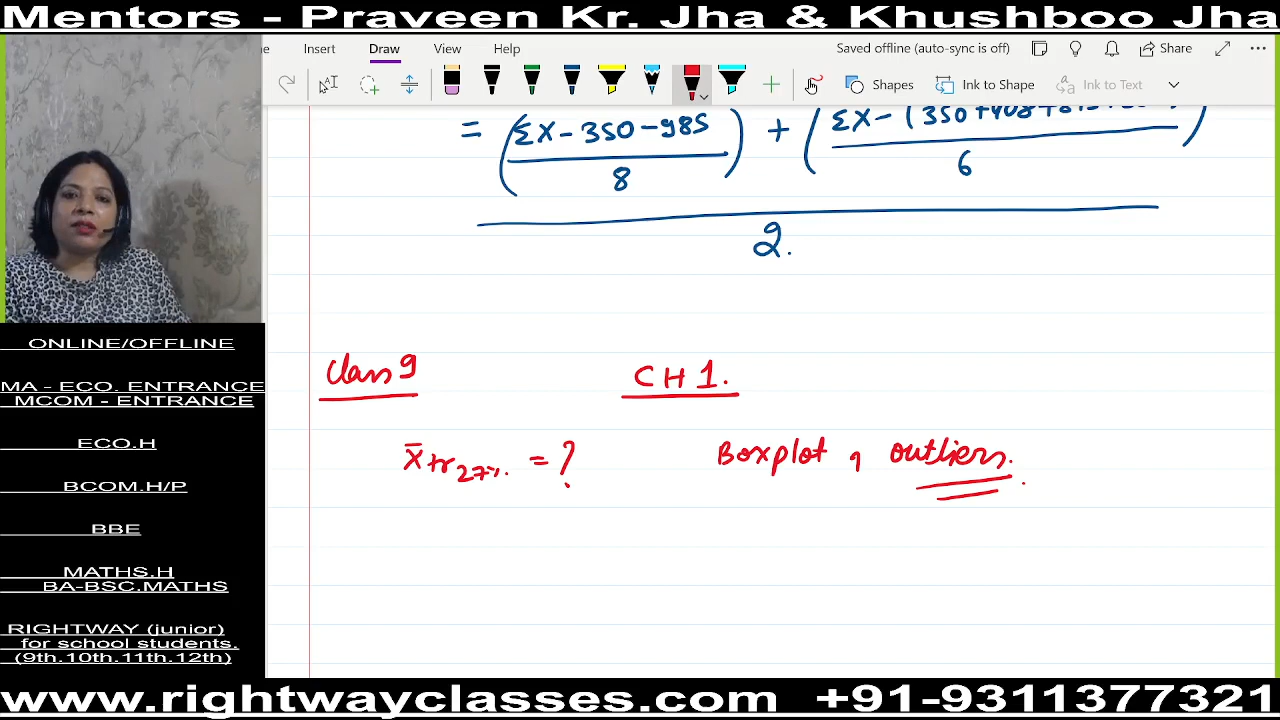 Mentors - Praveen Kr. Jha & Khushboo Jha
Insert Draw View Help Saved offline (auto-sync is off) Share
Shapes Ink to Shape Ink to Text
= (ΣX - 350 - 985) + (ΣX - (350+
8 6
2.
Class 9 CH 1.
x̄tr27%. = ? Boxplot, outliers.
ONLINE/OFFLINE
MA - ECO. ENTRANCE
MCOM - ENTRANCE
ECO.H
BCOM.H/P
BBE
MATHS.H
BA-BSC.MATHS
RIGHTWAY (junior)
for school students.
(9th.10th.11th.12th)
www.rightwayclasses.com +91-9311377321